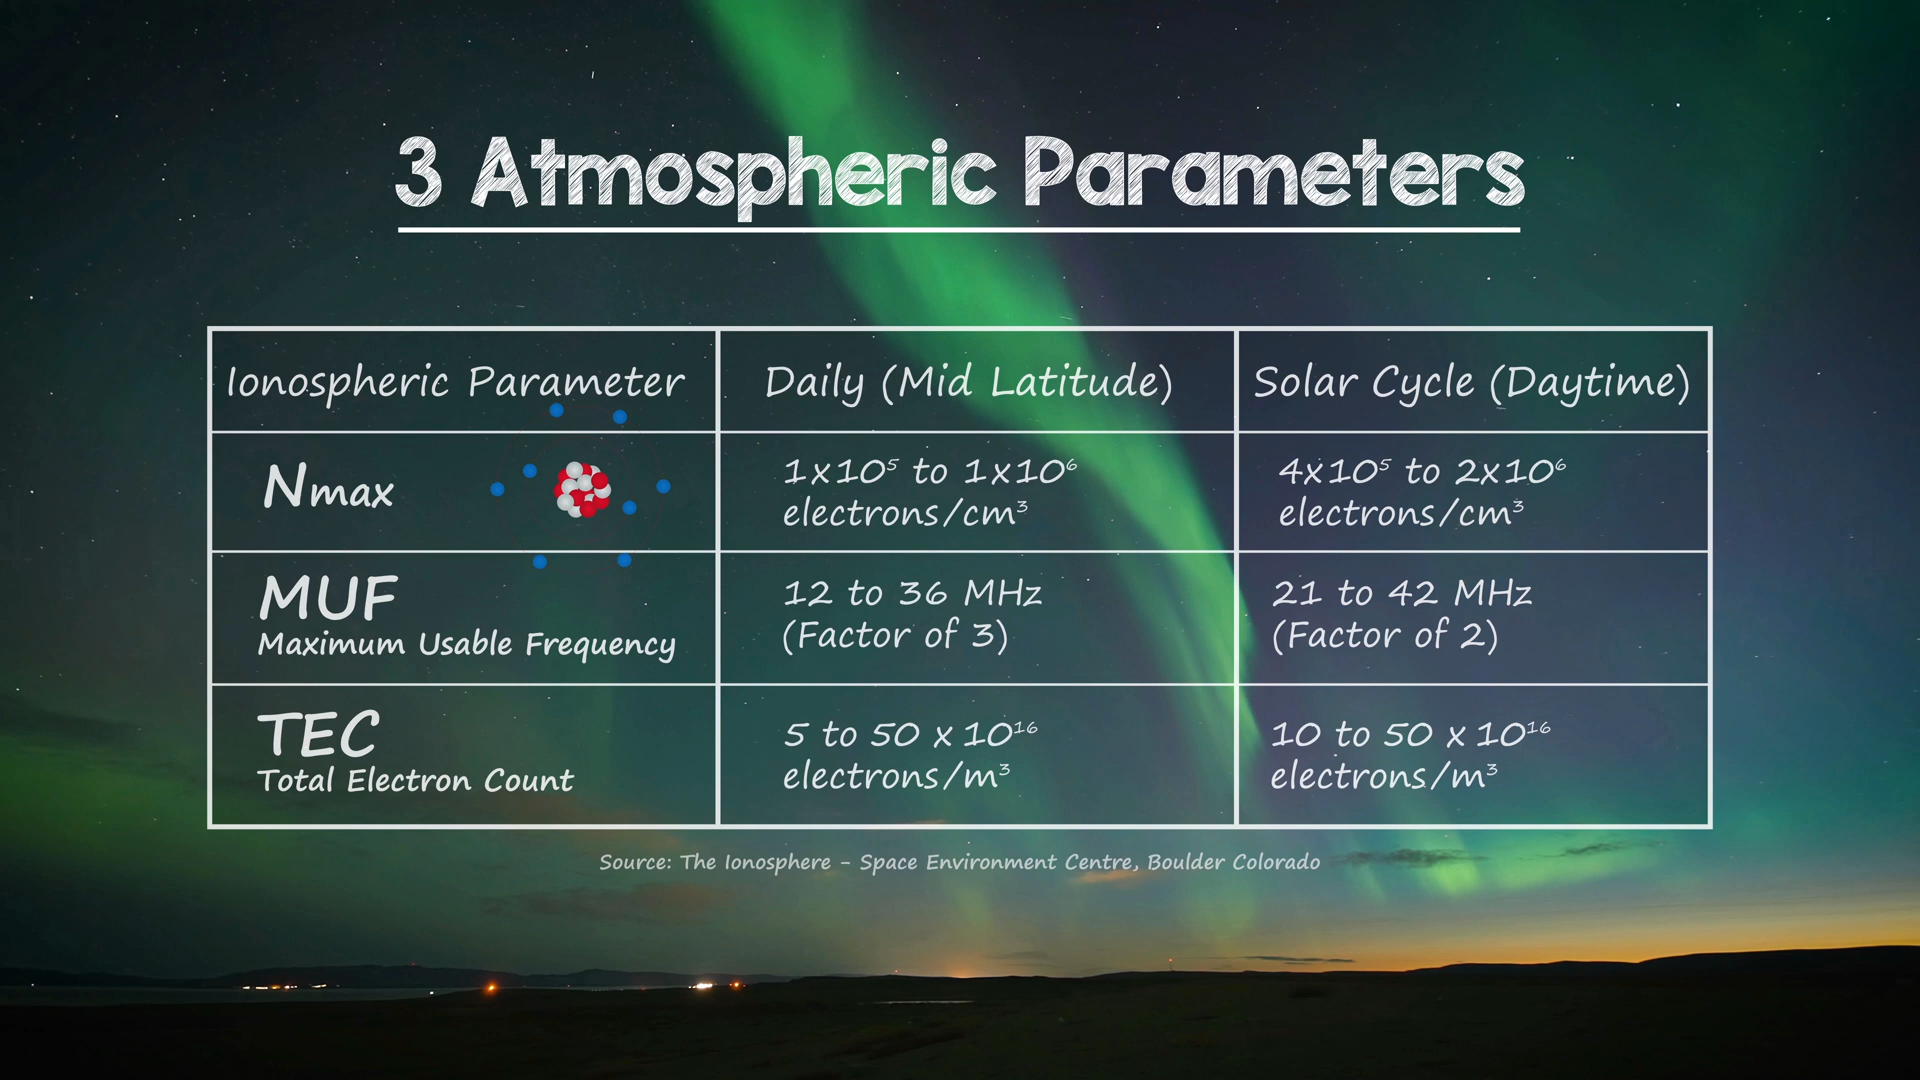 3 Atmospheric Parameters
Ionospheric Parameter
Daily (Mid Latitude)
Solar Cycle (Daytime)
Nmax
1x10⁵ to 1x10⁶
electrons/cm³
4x10⁵ to 2x10⁶
electrons/cm³
MUF
Maximum Usable Frequency
12 to 36 MHz
(Factor of 3)
21 to 42 MHz
(Factor of 2)
TEC
Total Electron Count
5 to 50 x 10¹⁶
electrons/m³
10 to 50 x 10¹⁶
electrons/m³
Source: The Ionosphere - Space Environment Centre, Boulder Colorado